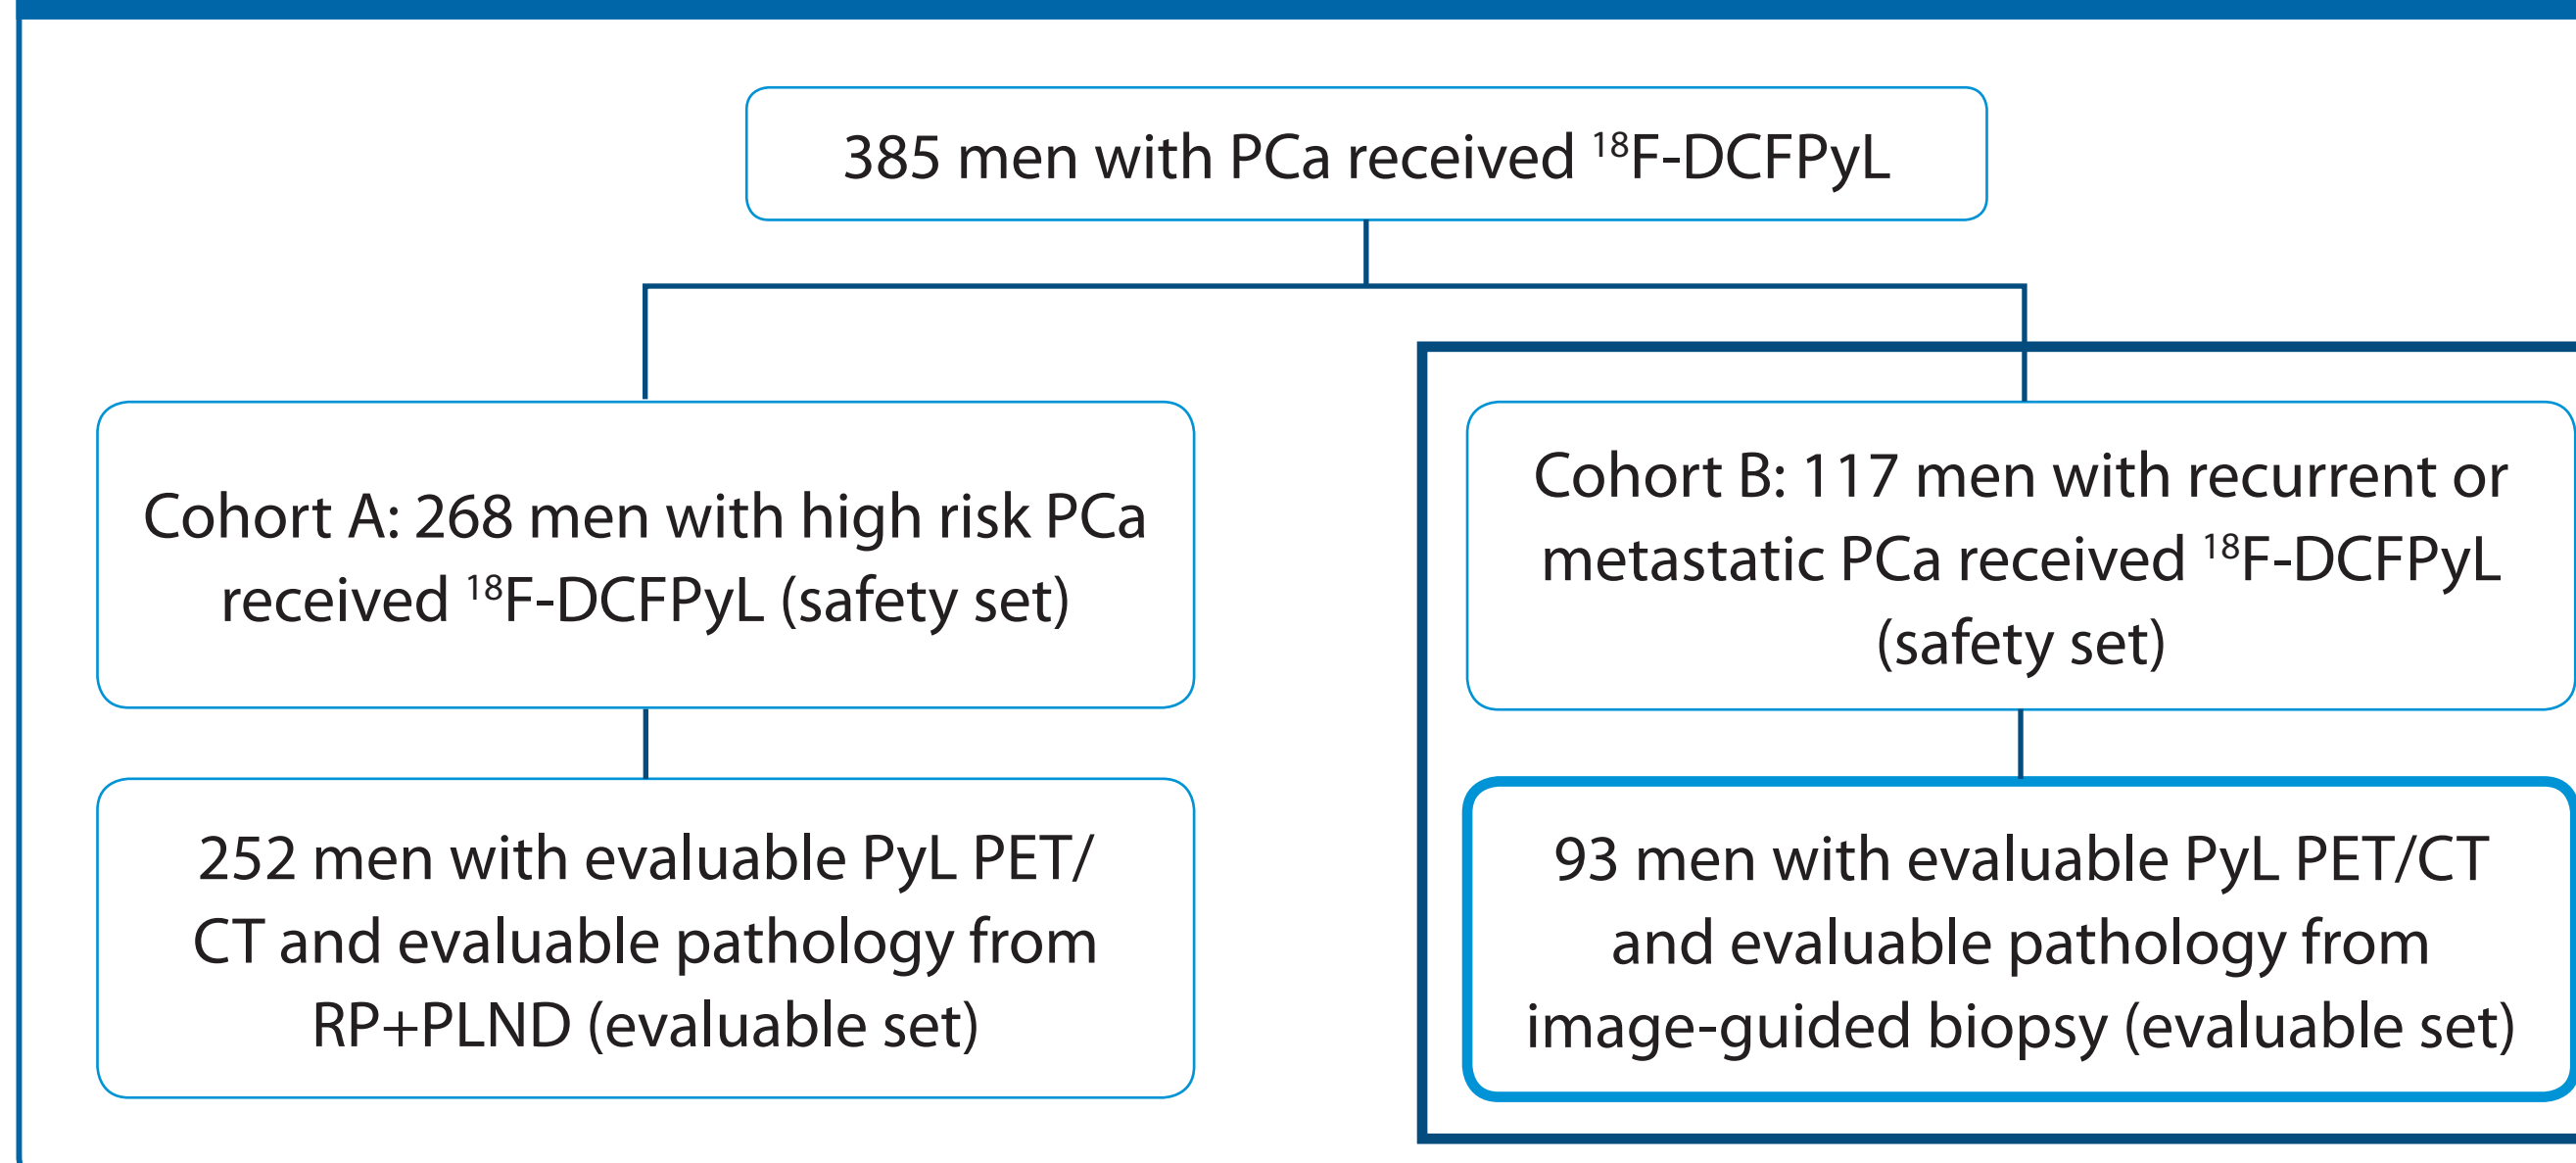 385 men with PCa received ¹⁸F-DCFPyL
Cohort A: 268 men with high risk PCa
received ¹⁸F-DCFPyL (safety set)
Cohort B: 117 men with recurrent or
metastatic PCa received ¹⁸F-DCFPyL
(safety set)
252 men with evaluable PyL PET/
CT and evaluable pathology from
RP+PLND (evaluable set)
93 men with evaluable PyL PET/CT
and evaluable pathology from
image-guided biopsy (evaluable set)